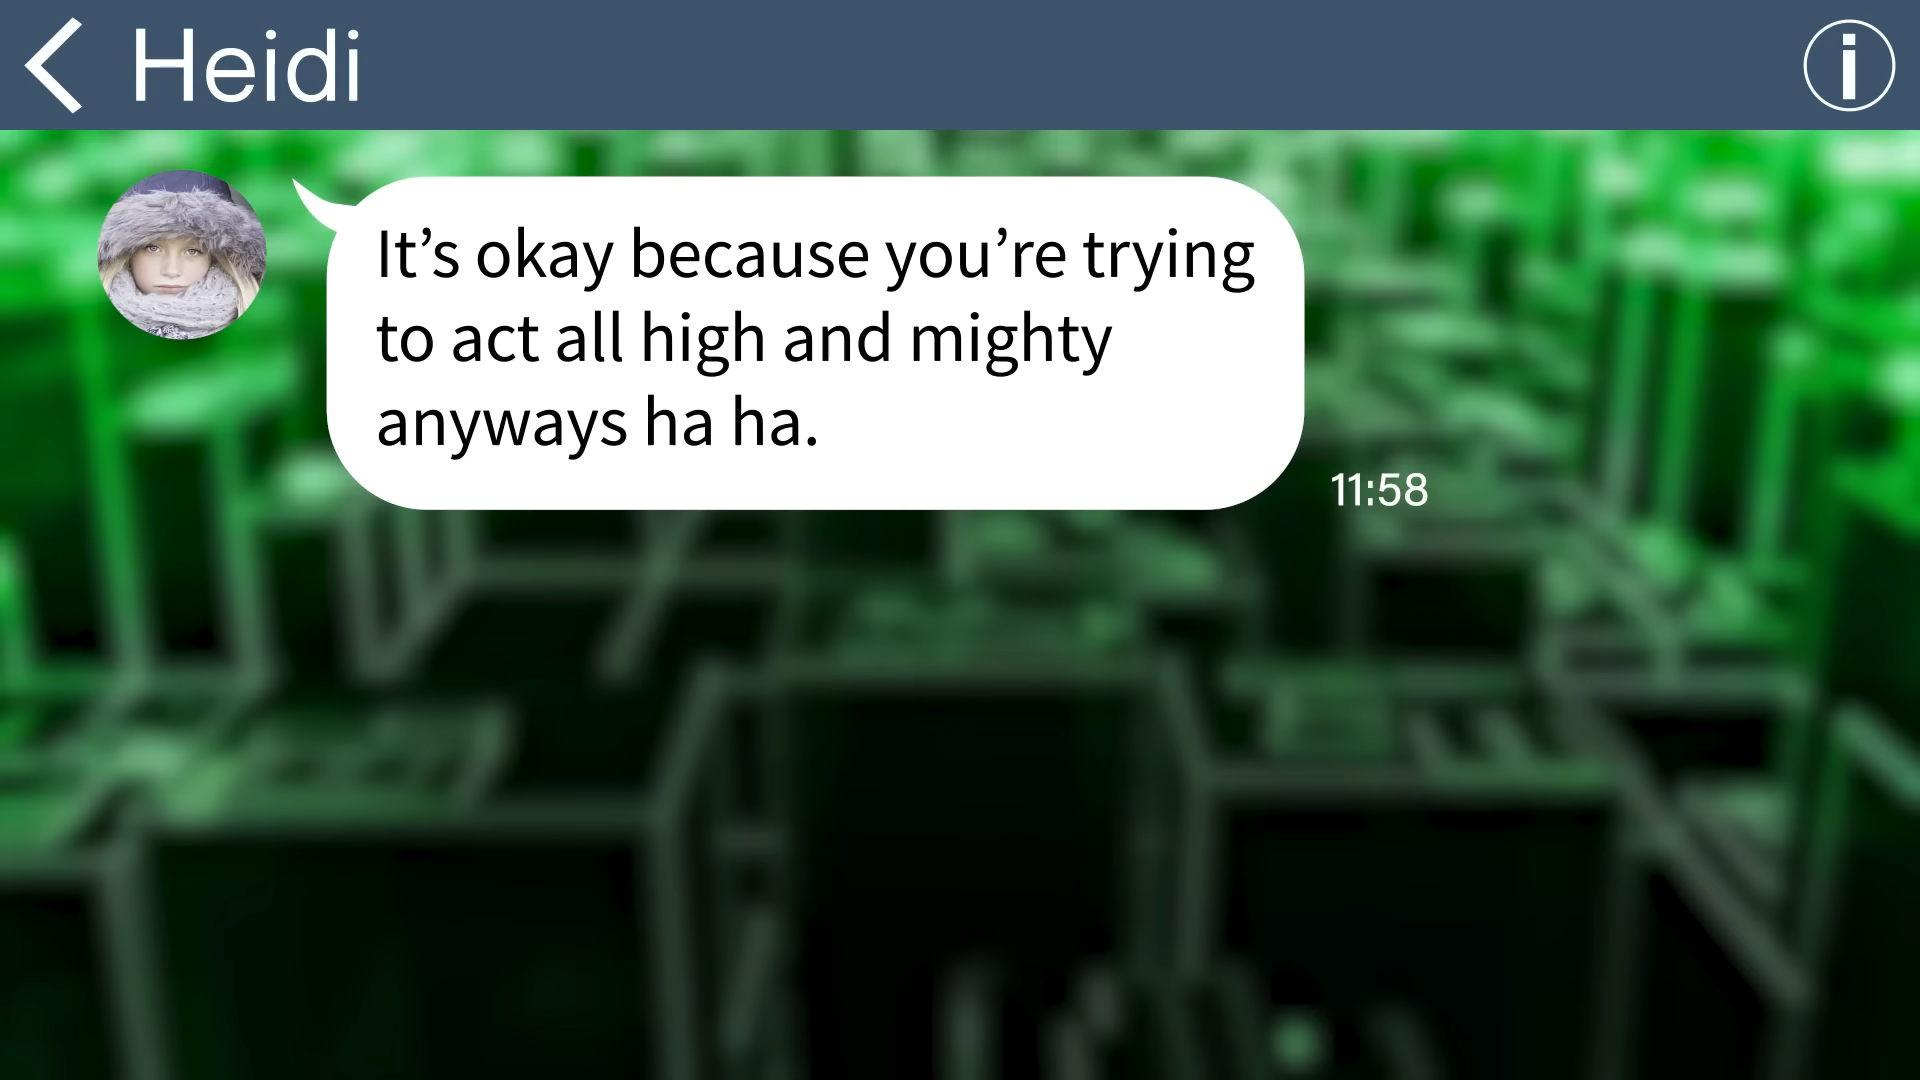 Heidi
It’s okay because you’re trying
to act all high and mighty
anyways ha ha.
11:58